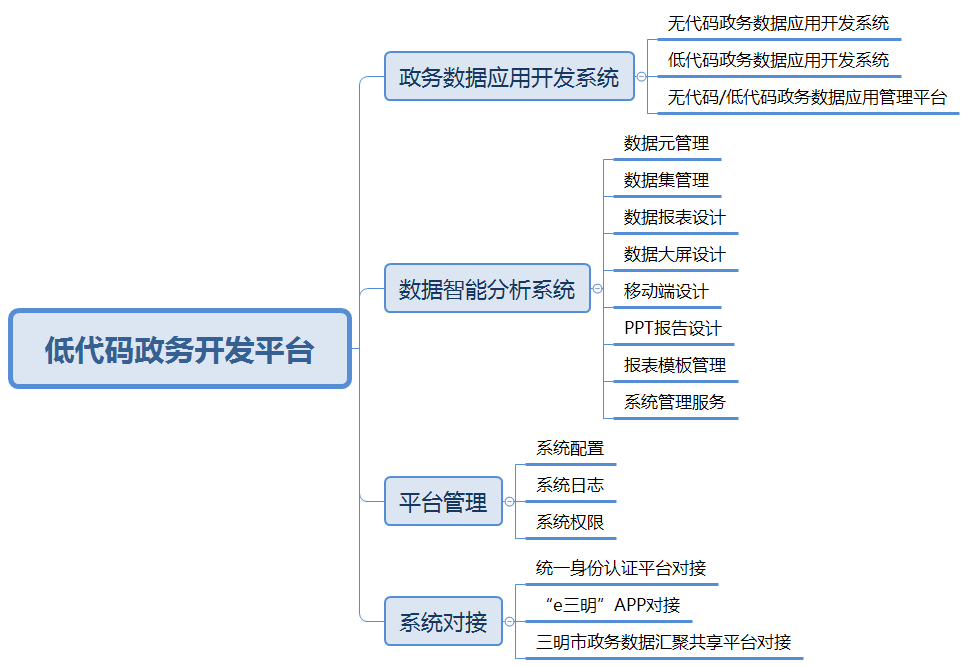 低代码政务开发平台
政务数据应用开发系统
无代码政务数据应用开发系统
低代码政务数据应用开发系统
无代码/低代码政务数据应用管理平台
数据智能分析系统
数据元管理
数据集管理
数据报表设计
数据大屏设计
移动端设计
PPT报告设计
报表模板管理
系统管理服务
平台管理
系统配置
系统日志
系统权限
系统对接
统一身份认证平台对接
“e三明”APP对接
三明市政务数据汇聚共享平台对接